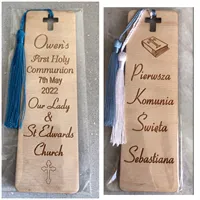 Owen's
First Holy
Communion
7th May
2022
Our Lady
&
St Edwards
Church
Pierwsza
Komunia
Święta
Sebastiana